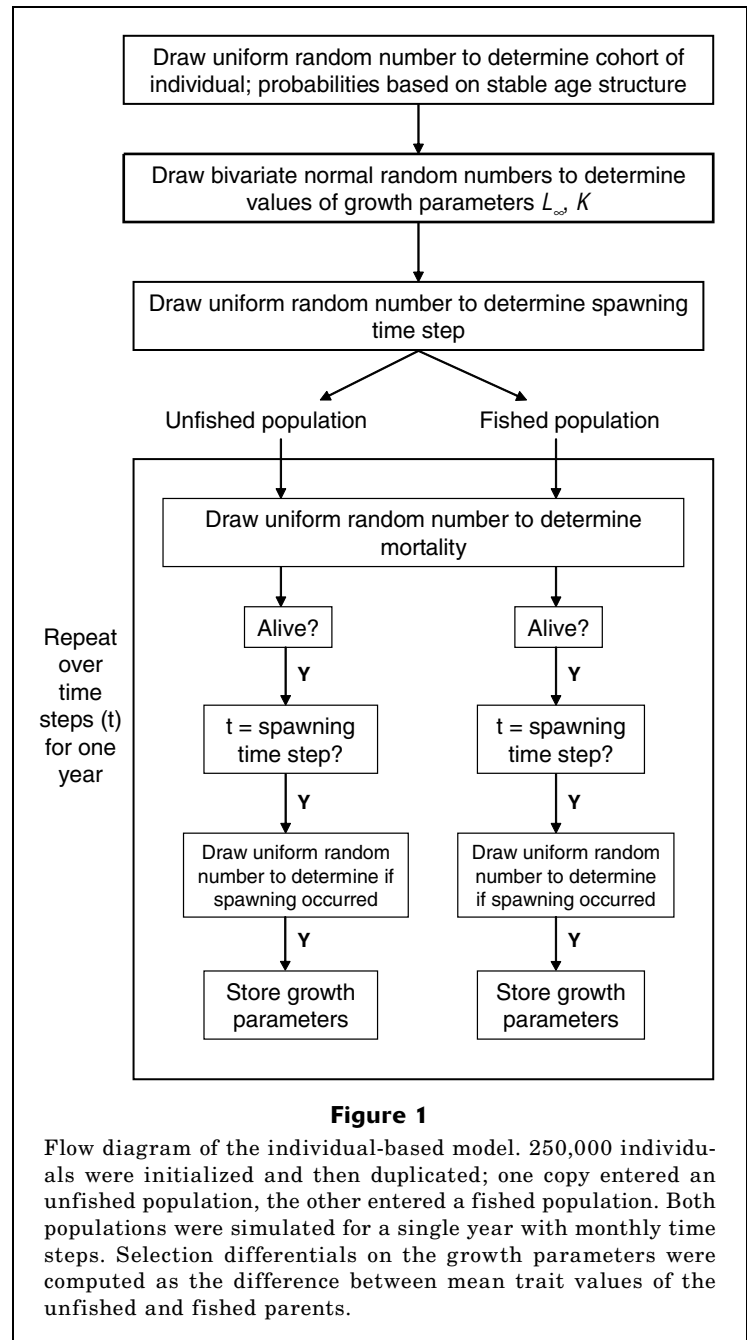 Draw uniform random number to determine cohort of
individual; probabilities based on stable age structure
Draw bivariate normal random numbers to determine
values of growth parameters L∞, K
Draw uniform random number to determine spawning
time step
Unfished population
Fished population
Draw uniform random number to determine
mortality
Repeat
over
time
steps (t)
for one
year
Alive?
Y
t = spawning
time step?
Y
Draw uniform random
number to determine if
spawning occurred
Y
Store growth
parameters
Alive?
Y
t = spawning
time step?
Y
Draw uniform random
number to determine
if spawning occurred
Y
Store growth
parameters
Figure 1
Flow diagram of the individual-based model. 250,000 individu-
als were initialized and then duplicated; one copy entered an
unfished population, the other entered a fished population. Both
populations were simulated for a single year with monthly time
steps. Selection differentials on the growth parameters were
computed as the difference between mean trait values of the
unfished and fished parents.